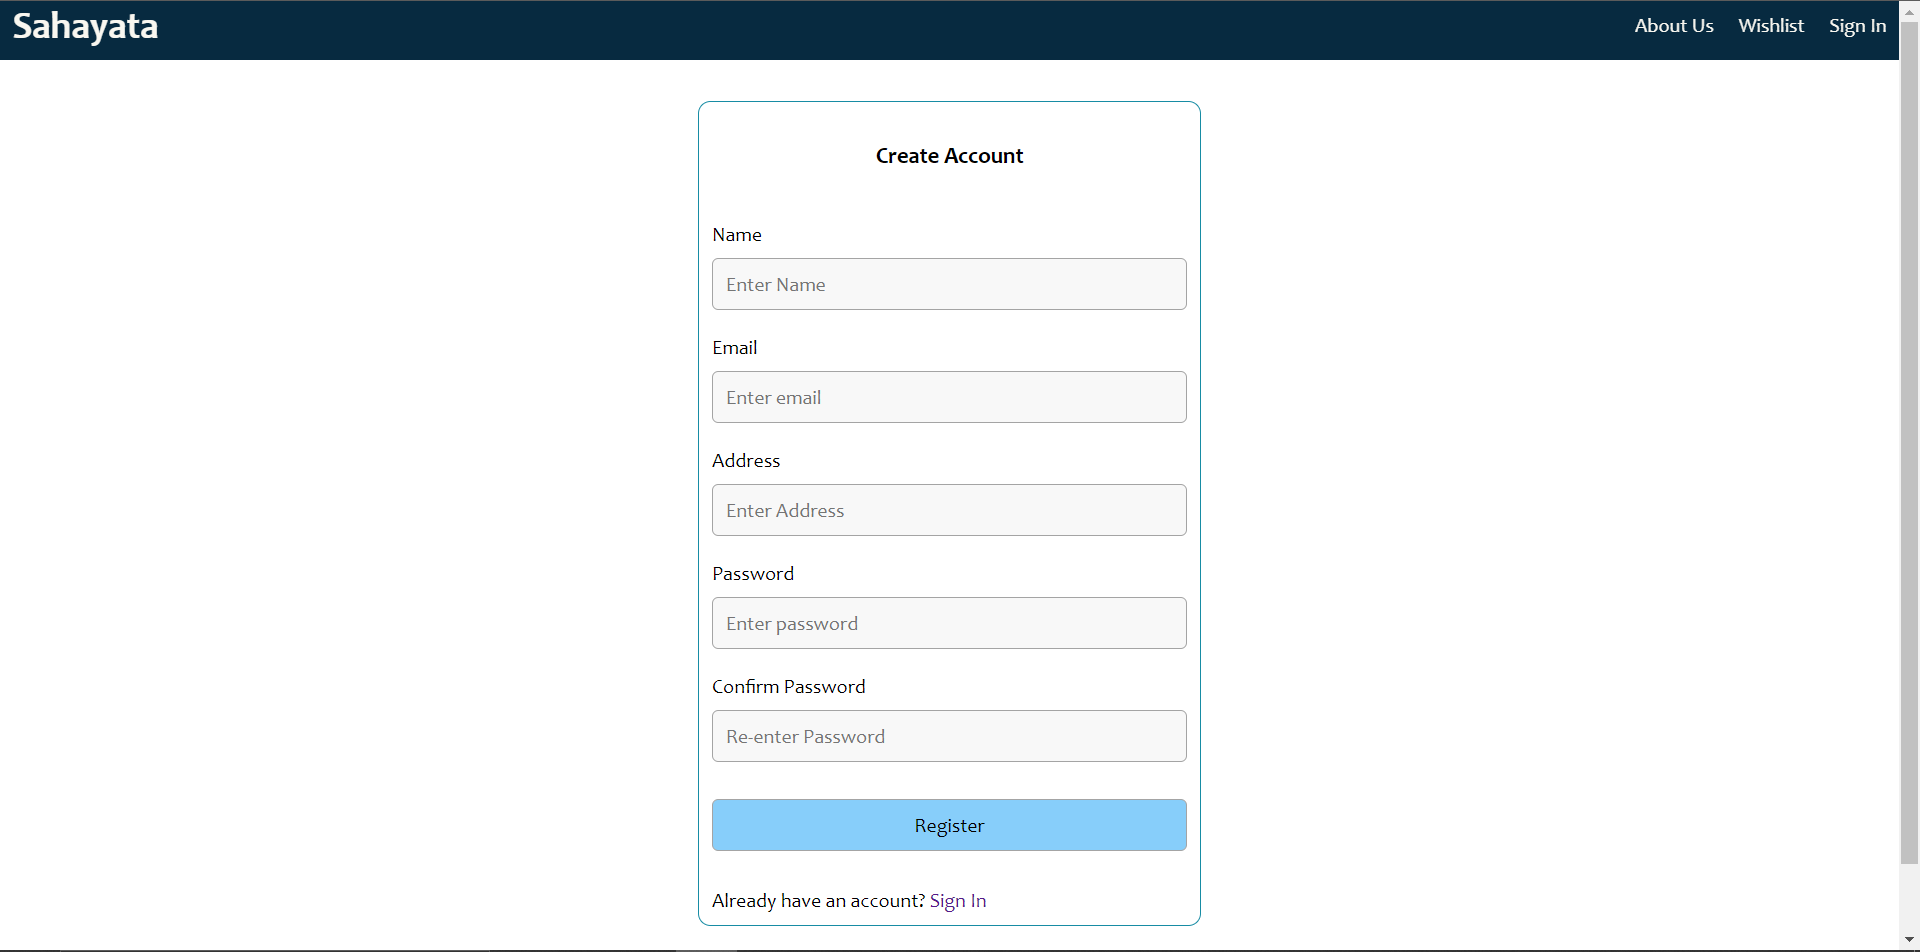 Sahayata
About Us Wishlist Sign In
Create Account
Name
Enter Name
Email
Enter email
Address
Enter Address
Password
Enter password
Confirm Password
Re-enter Password
Register
Already have an account? Sign In